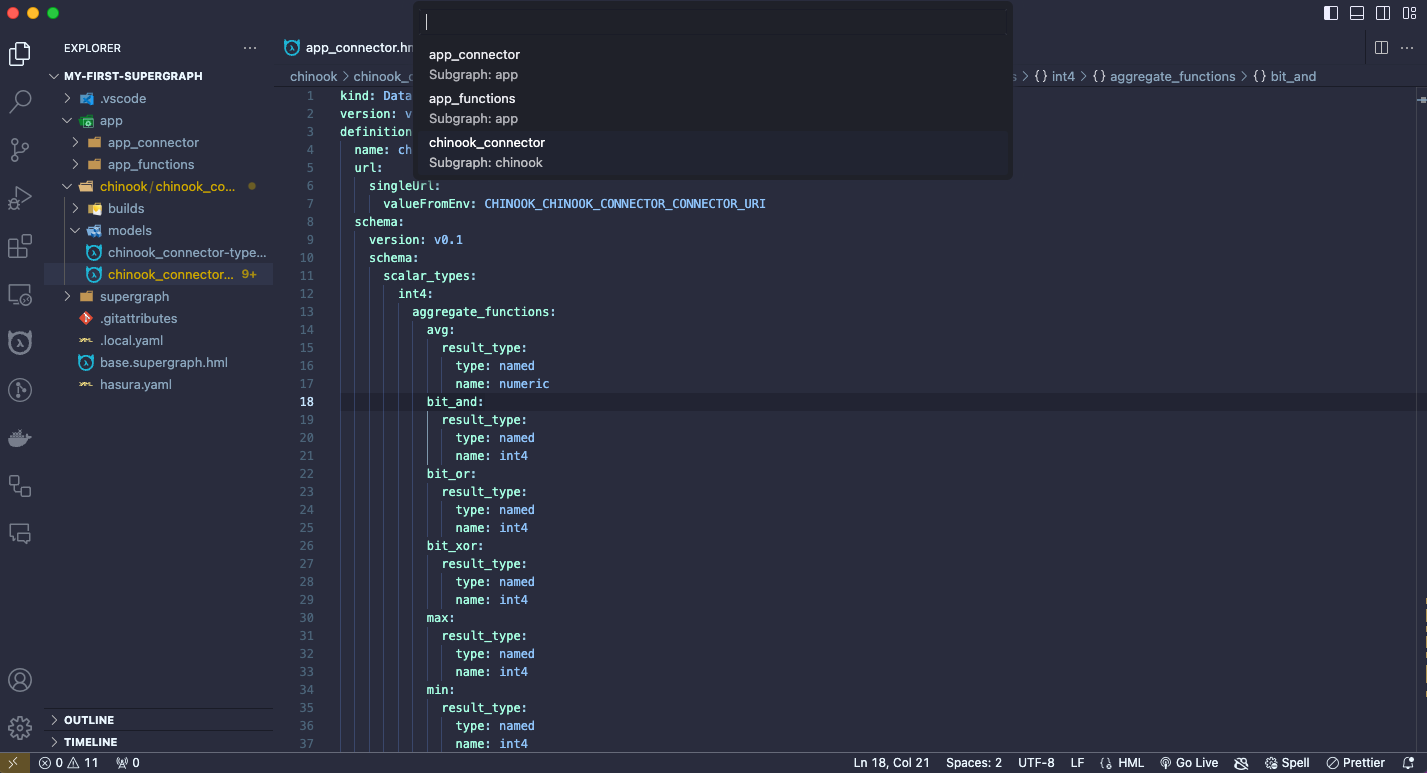 app_connector
Subgraph: app
app_functions
Subgraph: app
chinook_connector
Subgraph: chinook
EXPLORER
MY-FIRST-SUPERGRAPH
.vscode
app
app_connector
app_functions
chinook/chinook_co...
builds
models
chinook_connector-type...
chinook_connector... 9+
supergraph
.gitattributes
.local.yaml
base.supergraph.hml
hasura.yaml
OUTLINE
TIMELINE
app_connector.hm
chinook > chinook_c
s > {} int4 > {} aggregate_functions > {} bit_and
1 kind: Data
2 version: v
3 definition
4 name: ch
5 url:
6 singleUrl:
7 valueFromEnv: CHINOOK_CHINOOK_CONNECTOR_CONNECTOR_URI
8 schema:
9 version: v0.1
10 schema:
11 scalar_types:
12 int4:
13 aggregate_functions:
14 avg:
15 result_type:
16 type: named
17 name: numeric
18 bit_and:
19 result_type:
20 type: named
21 name: int4
22 bit_or:
23 result_type:
24 type: named
25 name: int4
26 bit_xor:
27 result_type:
28 type: named
29 name: int4
30 max:
31 result_type:
32 type: named
33 name: int4
34 min:
35 result_type:
36 type: named
37 name: int4
0 11 0 Ln 18, Col 21 Spaces: 2 UTF-8 LF {} HML Go Live Spell Prettier